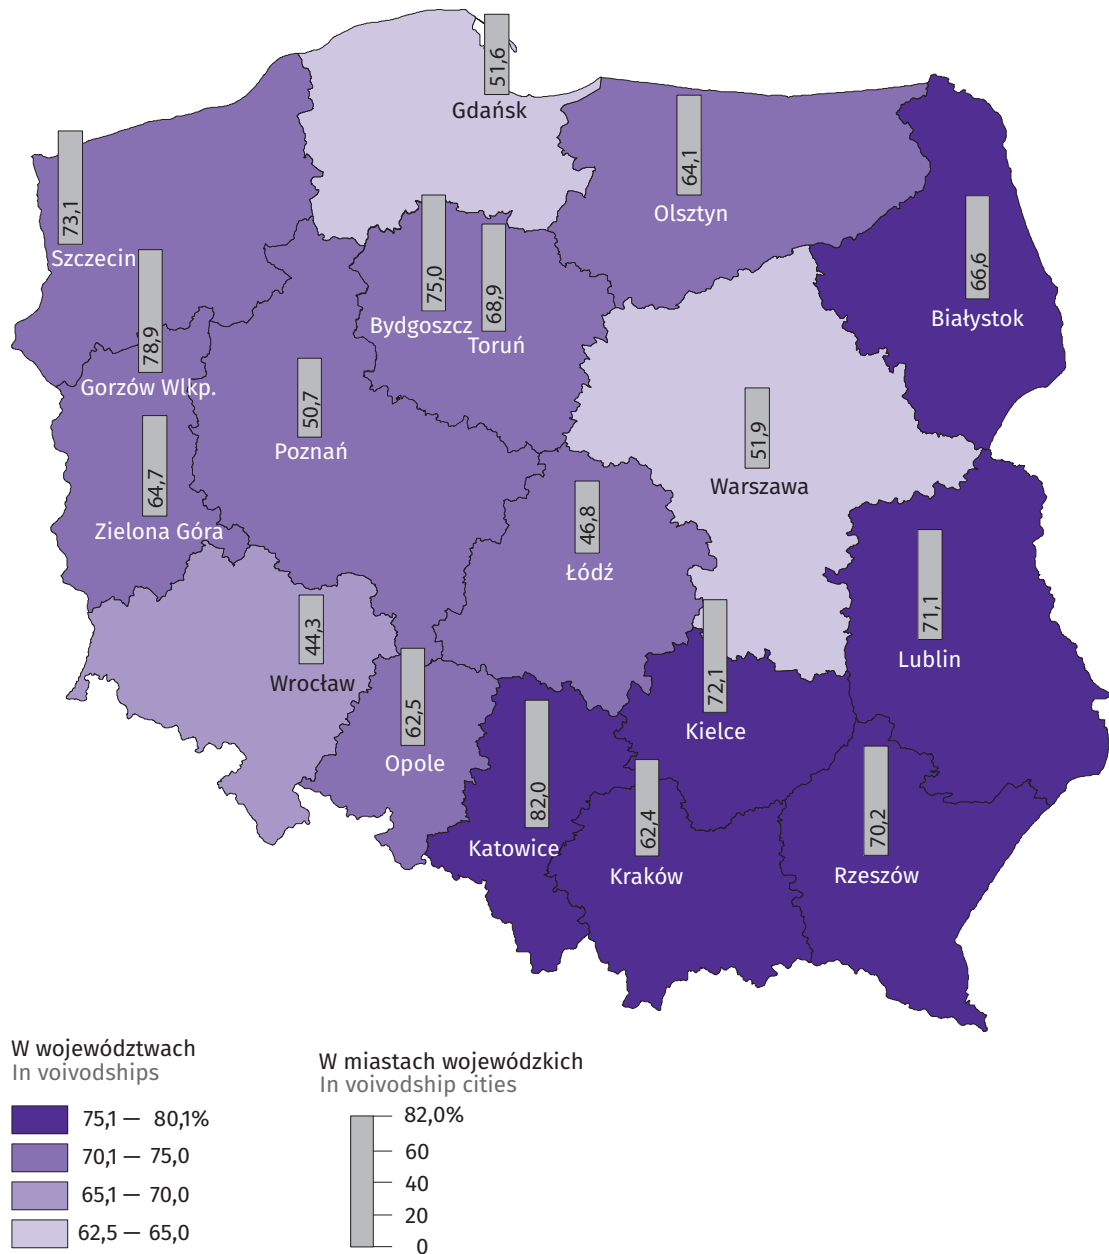 51,6
Gdańsk
64,1
Olsztyn
73,1
Szczecin
75,0
Bydgoszcz
68,9
Toruń
66,6
Białystok
78,9
Gorzów Wlkp.
50,7
Poznań
51,9
Warszawa
64,7
Zielona Góra
46,8
Łódź
71,1
Lublin
44,3
Wrocław
62,5
Opole
72,1
Kielce
82,0
Katowice
62,4
Kraków
70,2
Rzeszów
W województwach
In voivodships
75,1 — 80,1%
70,1 — 75,0
65,1 — 70,0
62,5 — 65,0
W miastach wojewódzkich
In voivodship cities
82,0%
60
40
20
0